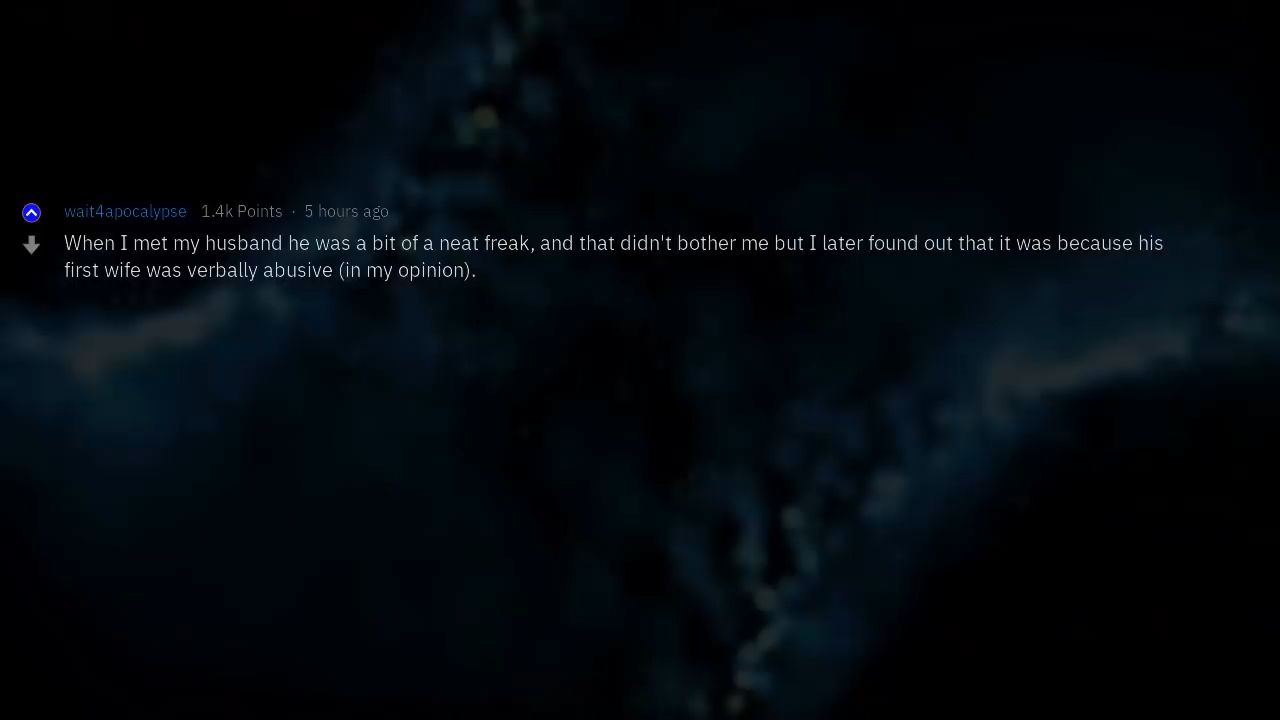 wait4apocalypse 1.4k Points · 5 hours ago
When I met my husband he was a bit of a neat freak, and that didn't bother me but I later found out that it was because his
first wife was verbally abusive (in my opinion).